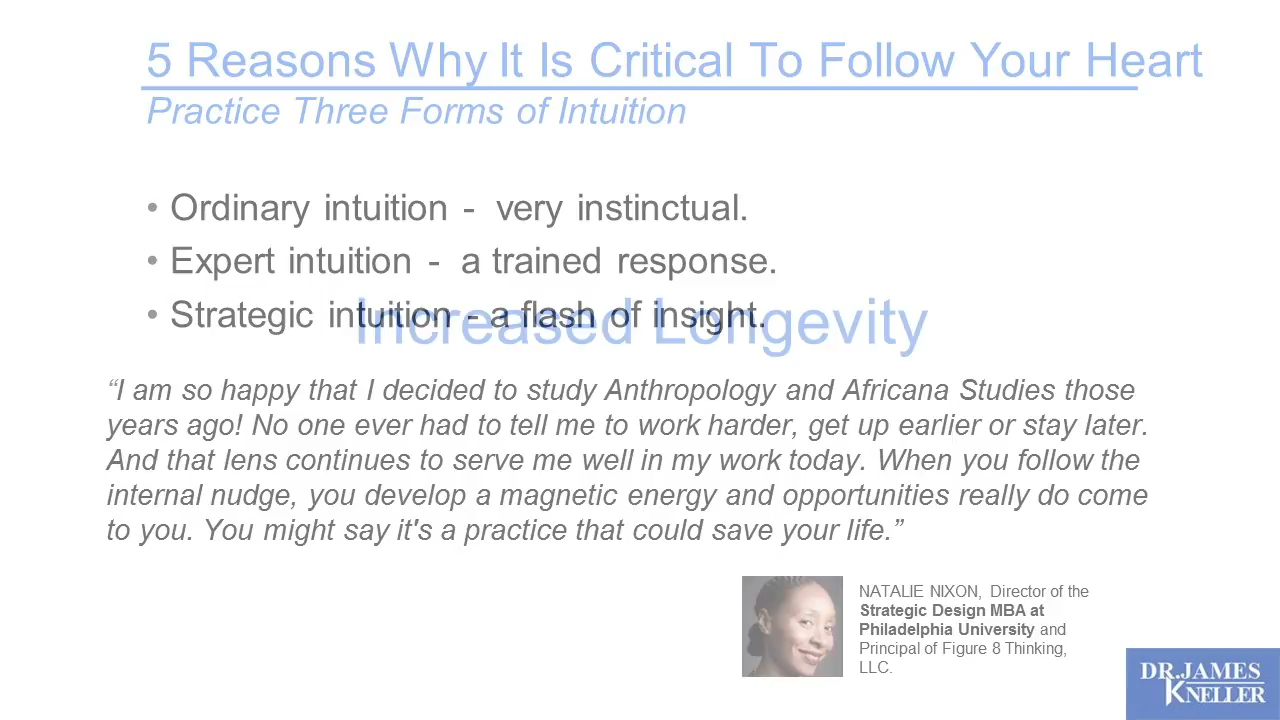 5 Reasons Why It Is Critical To Follow Your Heart
Practice Three Forms of Intuition
• Ordinary intuition - very instinctual.
• Expert intuition - a trained response.
• Strategic intuition - a flash of insight.
Increased Longevity
“I am so happy that I decided to study Anthropology and Africana Studies those
years ago! No one ever had to tell me to work harder, get up earlier or stay later.
And that lens continues to serve me well in my work today. When you follow the
internal nudge, you develop a magnetic energy and opportunities really do come
to you. You might say it's a practice that could save your life.”
NATALIE NIXON, Director of the
Strategic Design MBA at
Philadelphia University and
Principal of Figure 8 Thinking,
LLC.
DR.JAMES
KNELLER